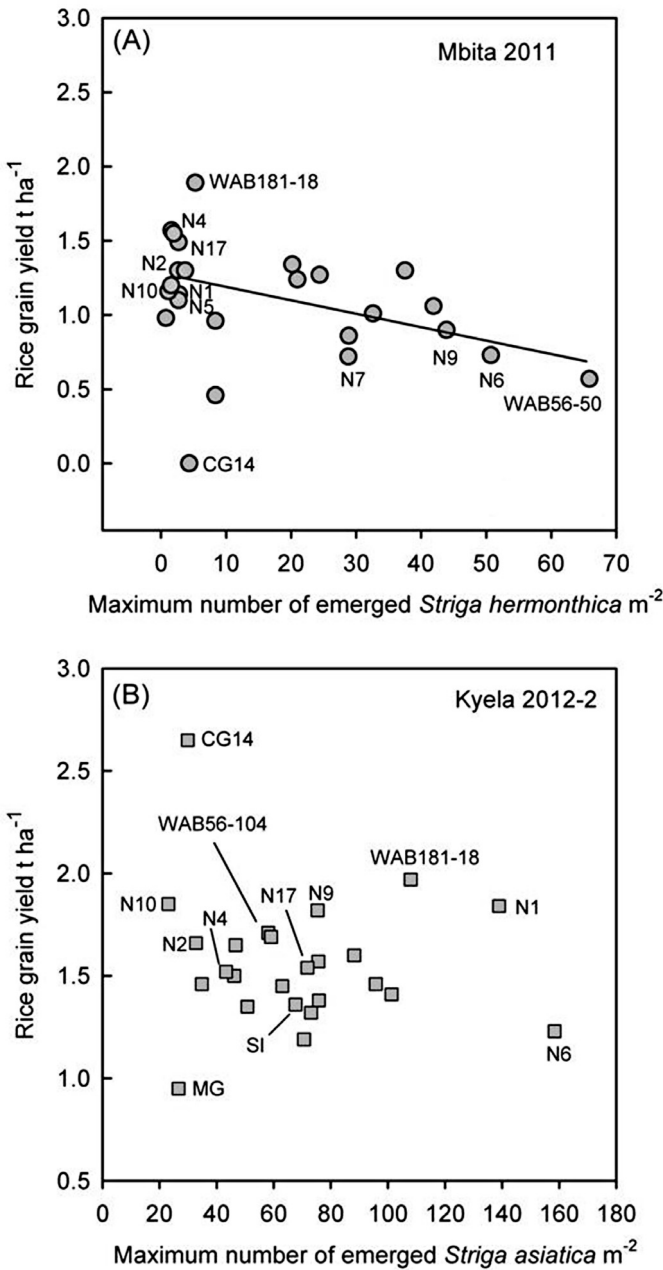 (A)
Mbita 2011
3.0
2.5
2.0
1.5
1.0
0.5
0.0
Rice grain yield t ha-1
WAB181-18
N4
N17
N2
N10
N1
N5
N7
N9
N6
WAB56-50
CG14
0 10 20 30 40 50 60 70
Maximum number of emerged Striga hermonthica m-2
(B)
Kyela 2012-2
3.0
2.5
2.0
1.5
1.0
0.5
Rice grain yield t ha-1
CG14
WAB56-104
WAB181-18
N10
N4
N17
N9
N1
N2
SI
N6
MG
0 20 40 60 80 100 120 140 160 180
Maximum number of emerged Striga asiatica m-2